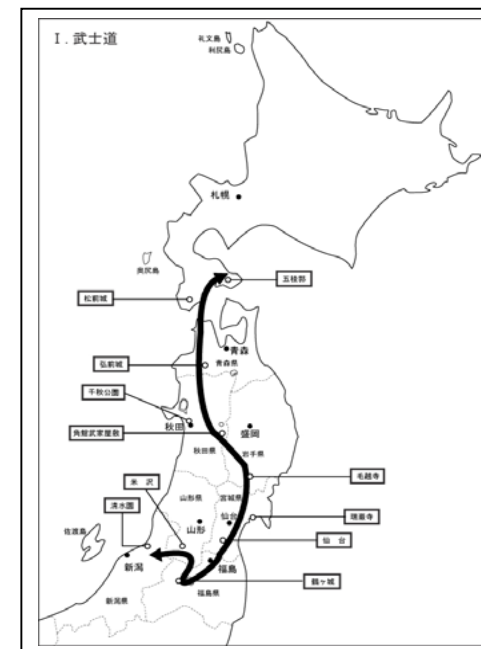 I. 武士道
礼文島
利尻島
札幌
奥尻島
五稜郭
松前城
青森
青森県
弘前城
千秋公園
秋田
盛岡
角館武家屋敷
秋田県
岩手県
毛越寺
米沢
山形県
宮城県
清水園
仙台
瑞巌寺
山形
佐渡島
仙台
新潟
福島
鶴ヶ城
福島県
新潟県